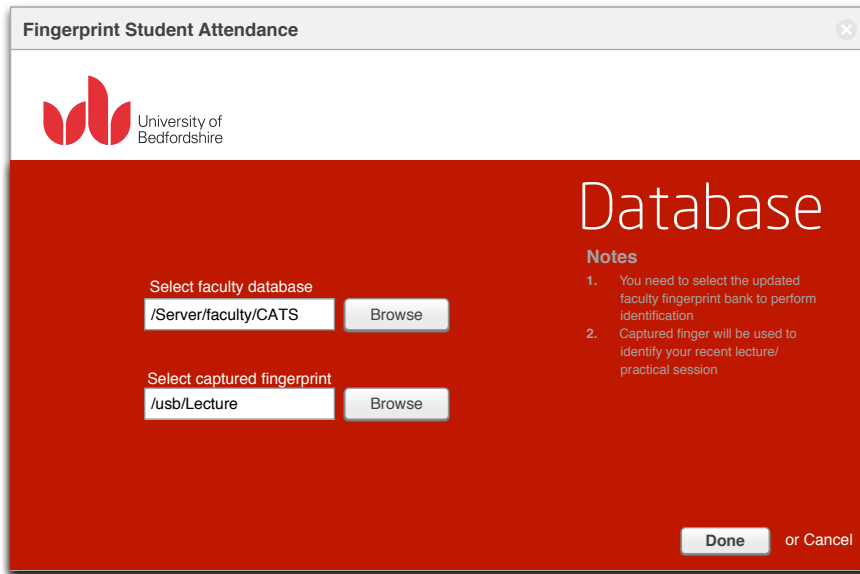 Fingerprint Student Attendance
University of
Bedfordshire
Database
Notes
1. You need to select the updated
faculty fingerprint bank to perform
identification
2. Captured finger will be used to
identify your recent lecture/
practical session
Select faculty database
/Server/faculty/CATS Browse
Select captured fingerprint
/usb/Lecture Browse
Done or Cancel